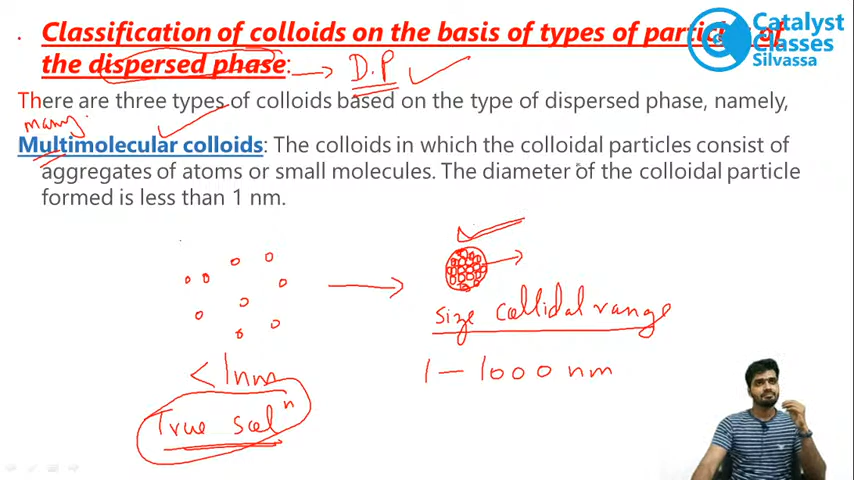 . Classification of colloids on the basis of types of partic of
the dispersed phase: → D.P
Catalyst
Classes
Silvassa
There are three types of colloids based on the type of dispersed phase, namely,
many
Multimolecular colloids: The colloids in which the colloidal particles consist of
aggregates of atoms or small molecules. The diameter of the colloidal particle
formed is less than 1 nm.
size collidal range
< 1nm
1 - 1000 nm
True solⁿ